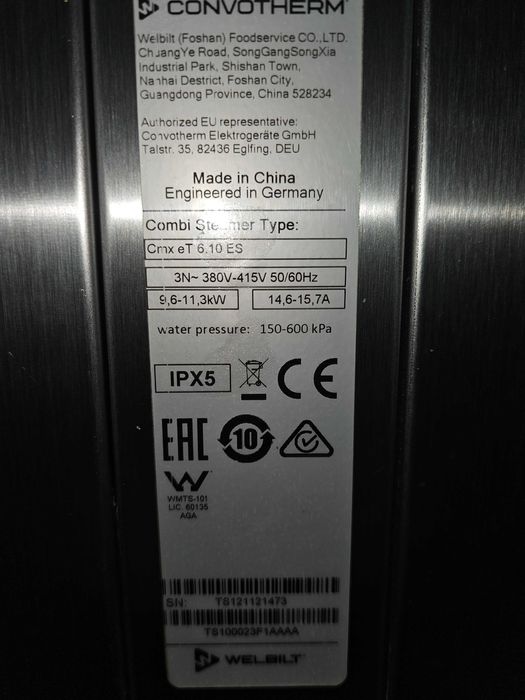 CONVOTHERM
Welbilt (Foshan) Foodservice CO.,LTD.
ChuangYe Road, SongGangSongXia
Industrial Park, Shishan Town,
Nanhai Destrict, Foshan City,
Guangdong Province, China 528234
Authorized EU representative:
Convotherm Elektrogeräte GmbH
Talstr. 35, 82436 Eglfing, DEU
Made in China
Engineered in Germany
Combi Steamer Type:
Cmx eT 6.10 ES
3N~ 380V-415V 50/60Hz
9,6-11,3kW 14,6-15,7A
water pressure: 150-600 kPa
IPX5 CE
EAC 10
W
WMTS-101
LIC. 60135
AGA
SN: TS121121473
TS100023F1AAAA
WELBILT